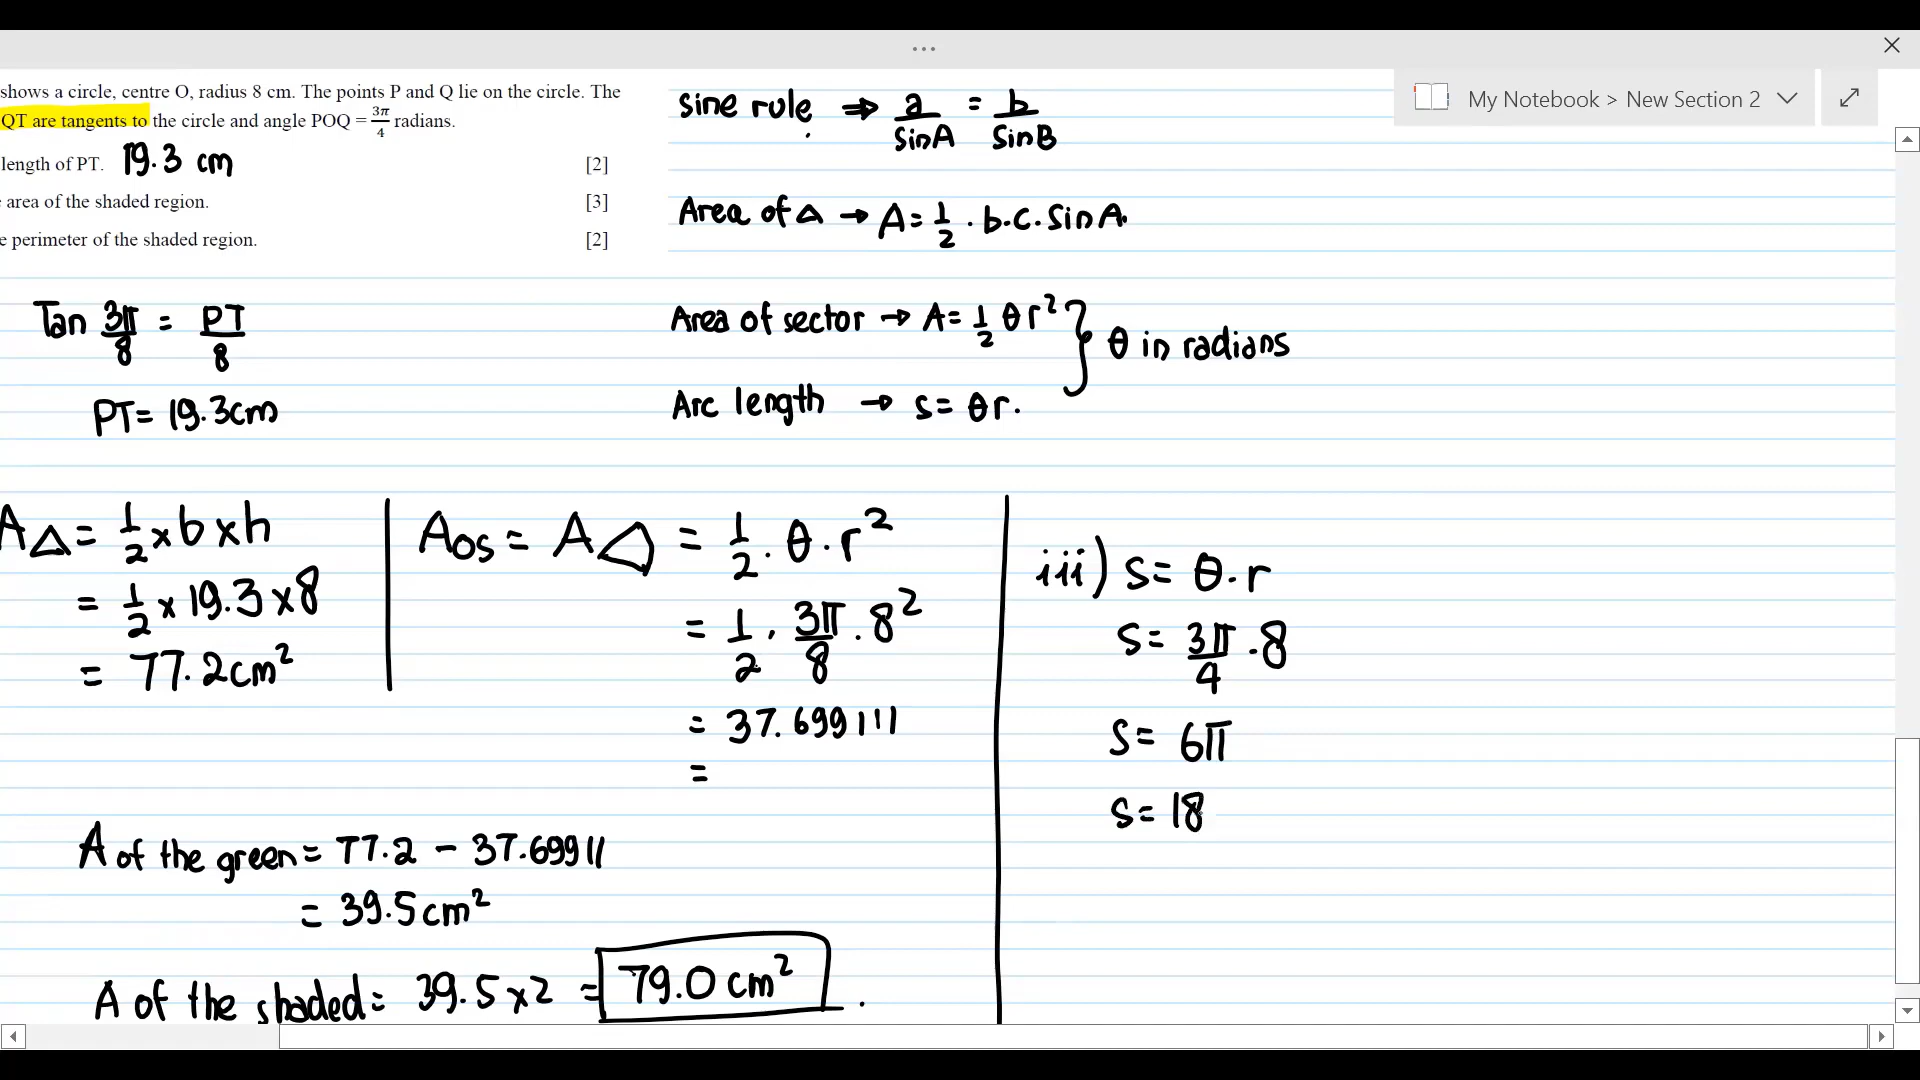 My Notebook > New Section 2
shows a circle, centre O, radius 8 cm. The points P and Q lie on the circle. The
QT are tangents to the circle and angle POQ = 3π/4 radians.
length of PT. 19.3 cm [2]
area of the shaded region. [3]
e perimeter of the shaded region. [2]
Tan 3π/8 = PT/8
PT = 19.3cm
sine rule ⇒ a/sinA = b/sinB
Area of △ → A = 1/2 . b.c. sin A.
Area of sector → A = 1/2 θ r²
Arc length → s = θr.
} θ in radians
A△ = 1/2 × b × h
= 1/2 × 19.3 × 8
= 77.2cm²
AOS = A = 1/2 . θ . r²
= 1/2 . 3π/8 . 8²
= 37.699111
=
A of the green = 77.2 - 37.69911
= 39.5cm²
A of the shaded = 39.5 × 2 = 79.0 cm² .
iii) s = θ.r
s = 3π/4 . 8
s = 6π
s = 18